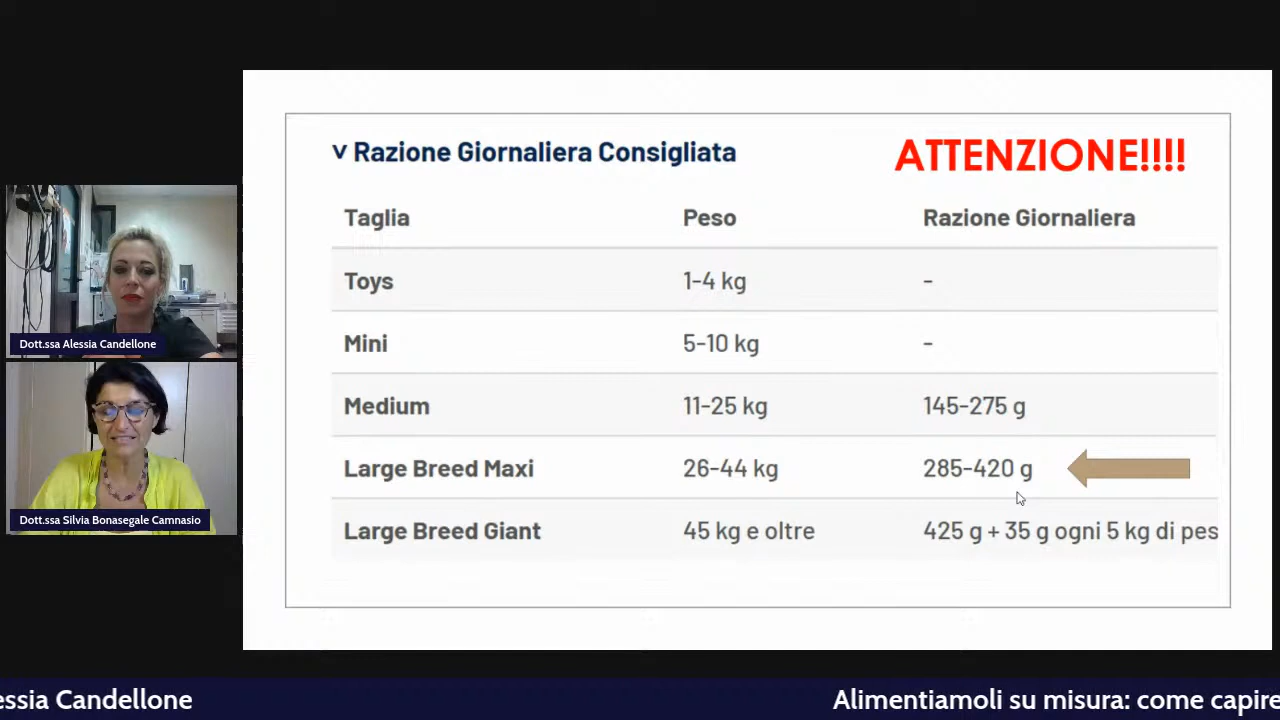 V Razione Giornaliera Consigliata
ATTENZIONE!!!!
Taglia Peso Razione Giornaliera
Toys 1-4 kg -
Mini 5-10 kg -
Medium 11-25 kg 145-275 g
Large Breed Maxi 26-44 kg 285-420 g
Large Breed Giant 45 kg e oltre 425 g + 35 g ogni 5 kg di pes
Dott.ssa Alessia Candellone
Dott.ssa Silvia Bonasegale Camnasio
essia Candellone
Alimentiamoli su misura: come capire